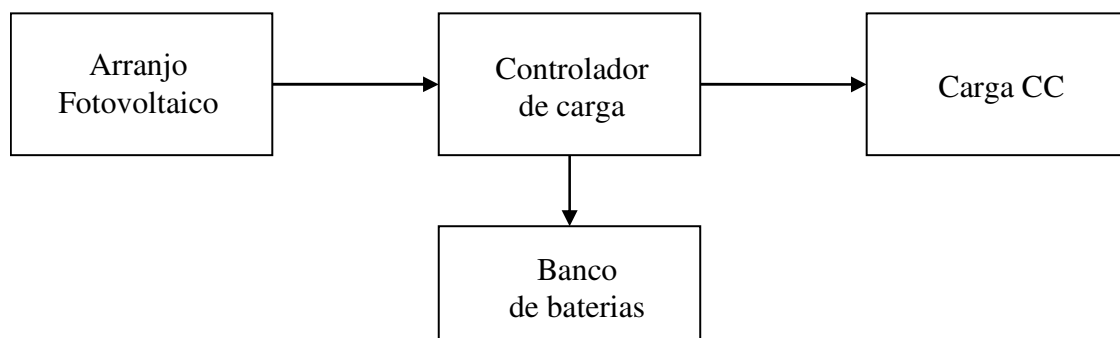 Arranjo
Fotovoltaico
Controlador
de carga
Carga CC
Banco
de baterias